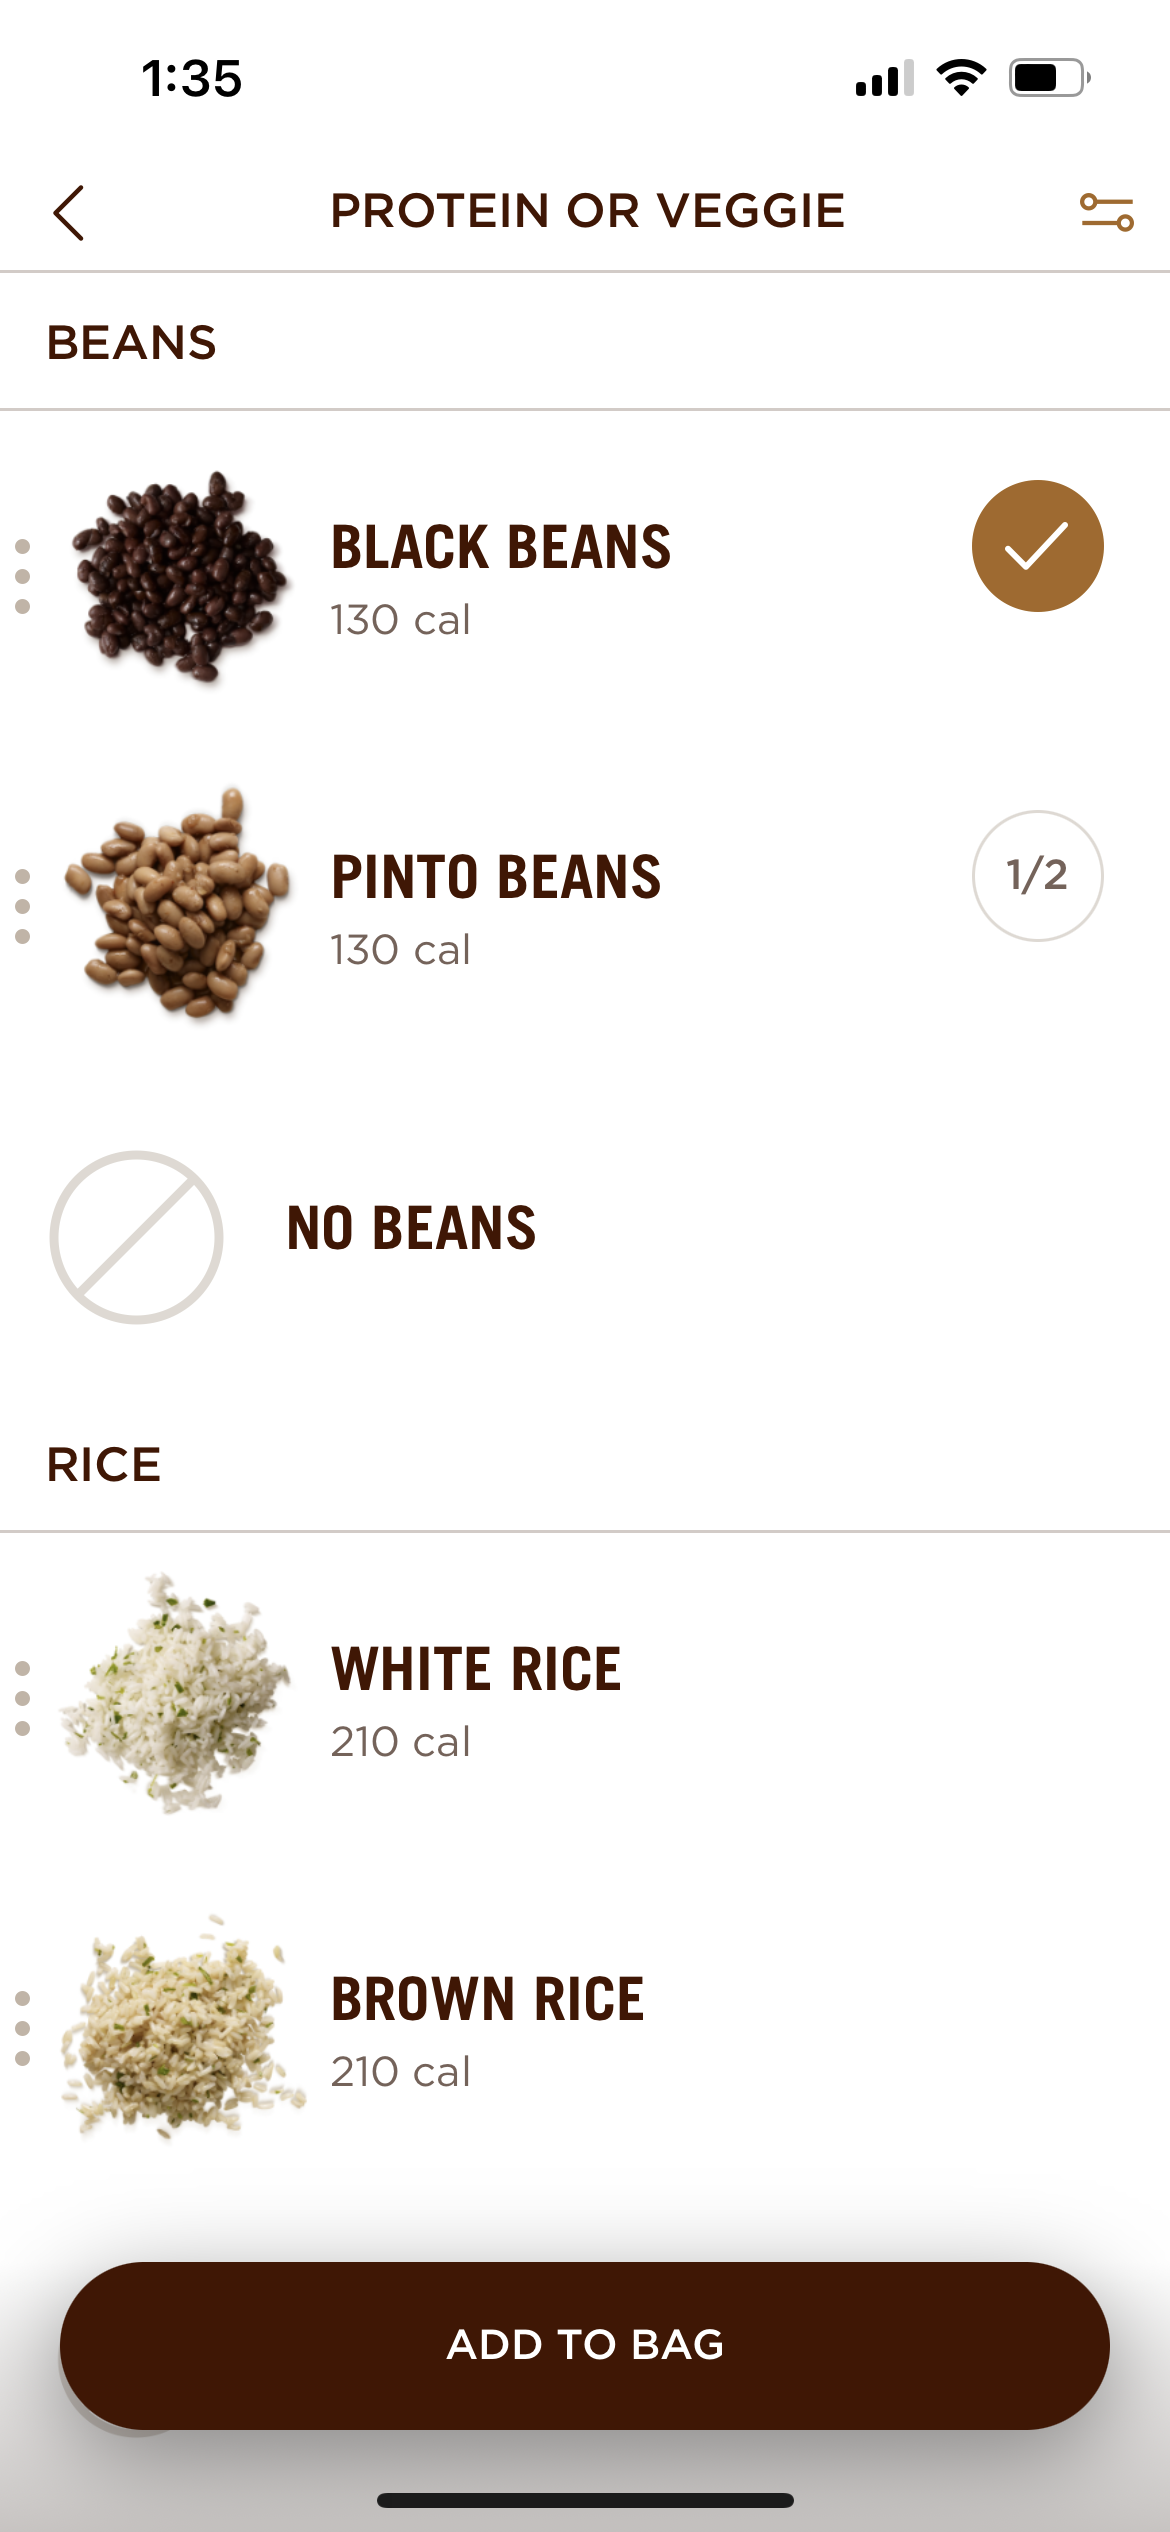 1:35
PROTEIN OR VEGGIE
BEANS
BLACK BEANS
130 cal
PINTO BEANS
130 cal
1/2
NO BEANS
RICE
WHITE RICE
210 cal
BROWN RICE
210 cal
ADD TO BAG